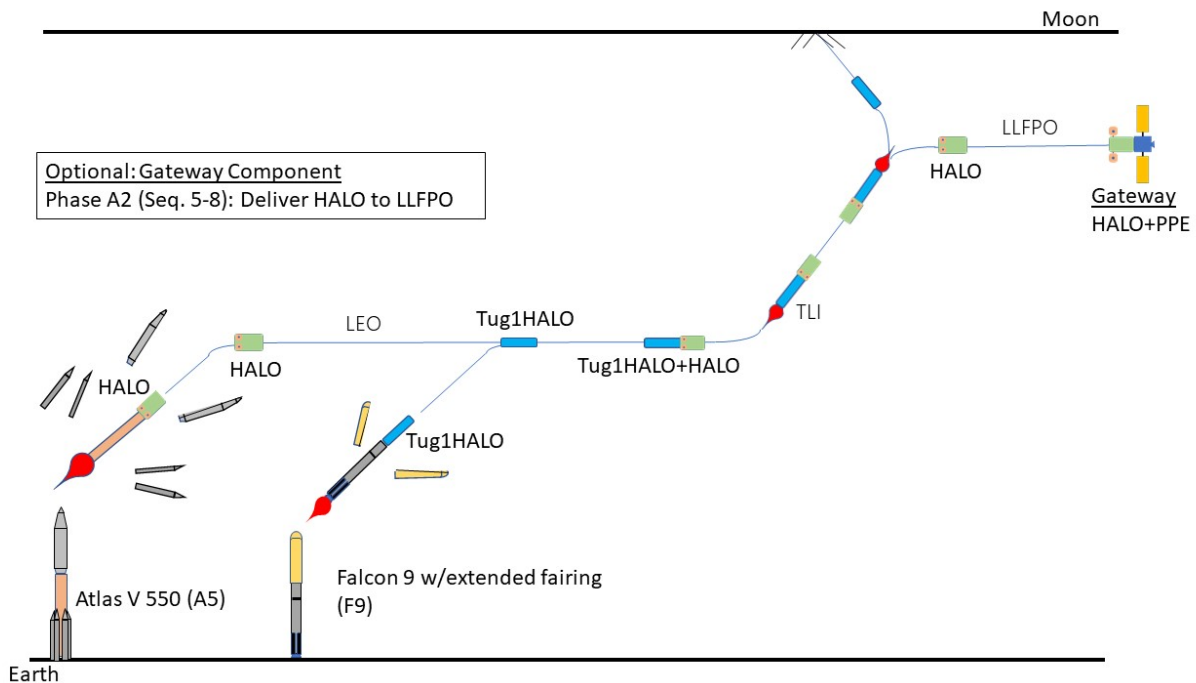 Moon
Optional: Gateway Component
Phase A2 (Seq. 5-8): Deliver HALO to LLFPO
LLFPO
HALO
Gateway
HALO+PPE
TLI
LEO
Tug1HALO
HALO
Tug1HALO+HALO
HALO
Tug1HALO
Atlas V 550 (A5)
Falcon 9 w/extended fairing
(F9)
Earth